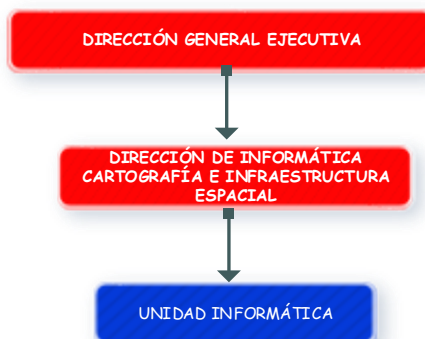 DIRECCIÓN GENERAL EJECUTIVA
DIRECCIÓN DE INFORMÁTICA
CARTOGRAFÍA E INFRAESTRUCTURA
ESPACIAL
UNIDAD INFORMÁTICA